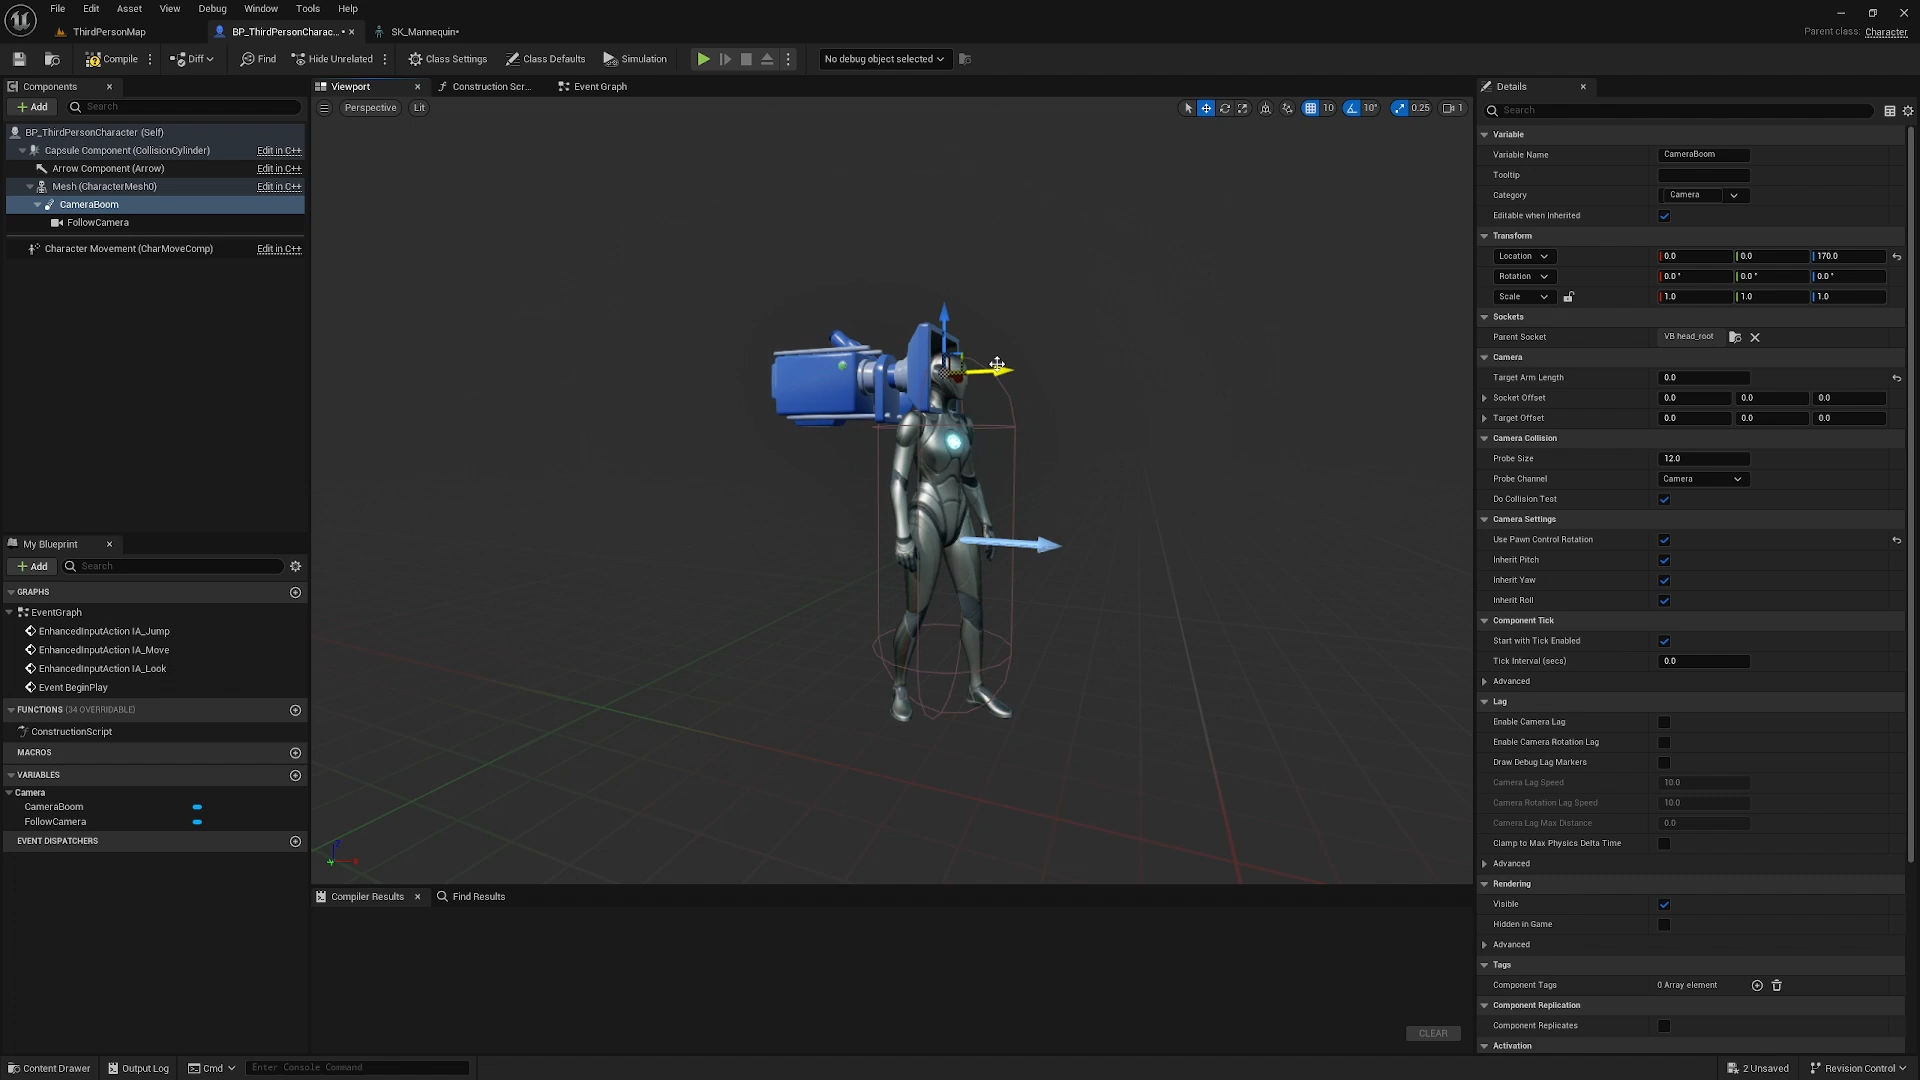 File Edit Asset View Debug Window Tools Help
ThirdPersonMap BP_ThirdPersonCharac...• SK_Mannequin•
Parent class: Character
Compile Diff Find Hide Unrelated Class Settings Class Defaults Simulation No debug object selected
Components
Add Search
BP_ThirdPersonCharacter (Self)
Capsule Component (CollisionCylinder) Edit in C++
Arrow Component (Arrow) Edit in C++
Mesh (CharacterMesh0) Edit in C++
CameraBoom
FollowCamera
Character Movement (CharMoveComp) Edit in C++
My Blueprint
Add Search
GRAPHS
EventGraph
EnhancedInputAction IA_Jump
EnhancedInputAction IA_Move
EnhancedInputAction IA_Look
Event BeginPlay
FUNCTIONS (34 OVERRIDABLE)
ConstructionScript
MACROS
VARIABLES
Camera
CameraBoom
FollowCamera
EVENT DISPATCHERS
Viewport Construction Scr... Event Graph
Perspective Lit 10 10° 0.25 1
Z
Compiler Results Find Results
CLEAR
Details
Search
Variable
Variable Name CameraBoom
Tooltip
Category Camera
Editable when Inherited
Transform
Location 0.0 0.0 170.0
Rotation 0.0° 0.0° 0.0°
Scale 1.0 1.0 1.0
Sockets
Parent Socket VB head_root
Camera
Target Arm Length 0.0
Socket Offset 0.0 0.0 0.0
Target Offset 0.0 0.0 0.0
Camera Collision
Probe Size 12.0
Probe Channel Camera
Do Collision Test
Camera Settings
Use Pawn Control Rotation
Inherit Pitch
Inherit Yaw
Inherit Roll
Component Tick
Start with Tick Enabled
Tick Interval (secs) 0.0
Advanced
Lag
Enable Camera Lag
Enable Camera Rotation Lag
Draw Debug Lag Markers
Camera Lag Speed 10.0
Camera Rotation Lag Speed 10.0
Camera Lag Max Distance 0.0
Clamp to Max Physics Delta Time
Advanced
Rendering
Visible
Hidden in Game
Advanced
Tags
Component Tags 0 Array element
Component Replication
Component Replicates
Activation
Content Drawer Output Log Cmd Enter Console Command 2 Unsaved Revision Control